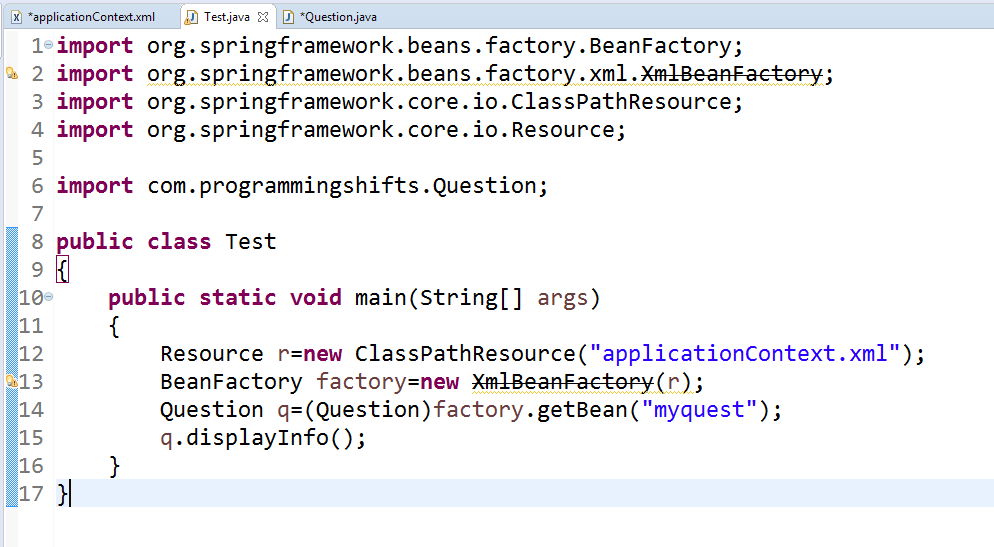 *applicationContext.xml Test.java *Question.java
1 import org.springframework.beans.factory.BeanFactory;
2 import org.springframework.beans.factory.xml.XmlBeanFactory;
3 import org.springframework.core.io.ClassPathResource;
4 import org.springframework.core.io.Resource;
5
6 import com.programmingshifts.Question;
7
8 public class Test
9 {
10     public static void main(String[] args)
11     {
12         Resource r=new ClassPathResource("applicationContext.xml");
13         BeanFactory factory=new XmlBeanFactory(r);
14         Question q=(Question)factory.getBean("myquest");
15         q.displayInfo();
16     }
17 }